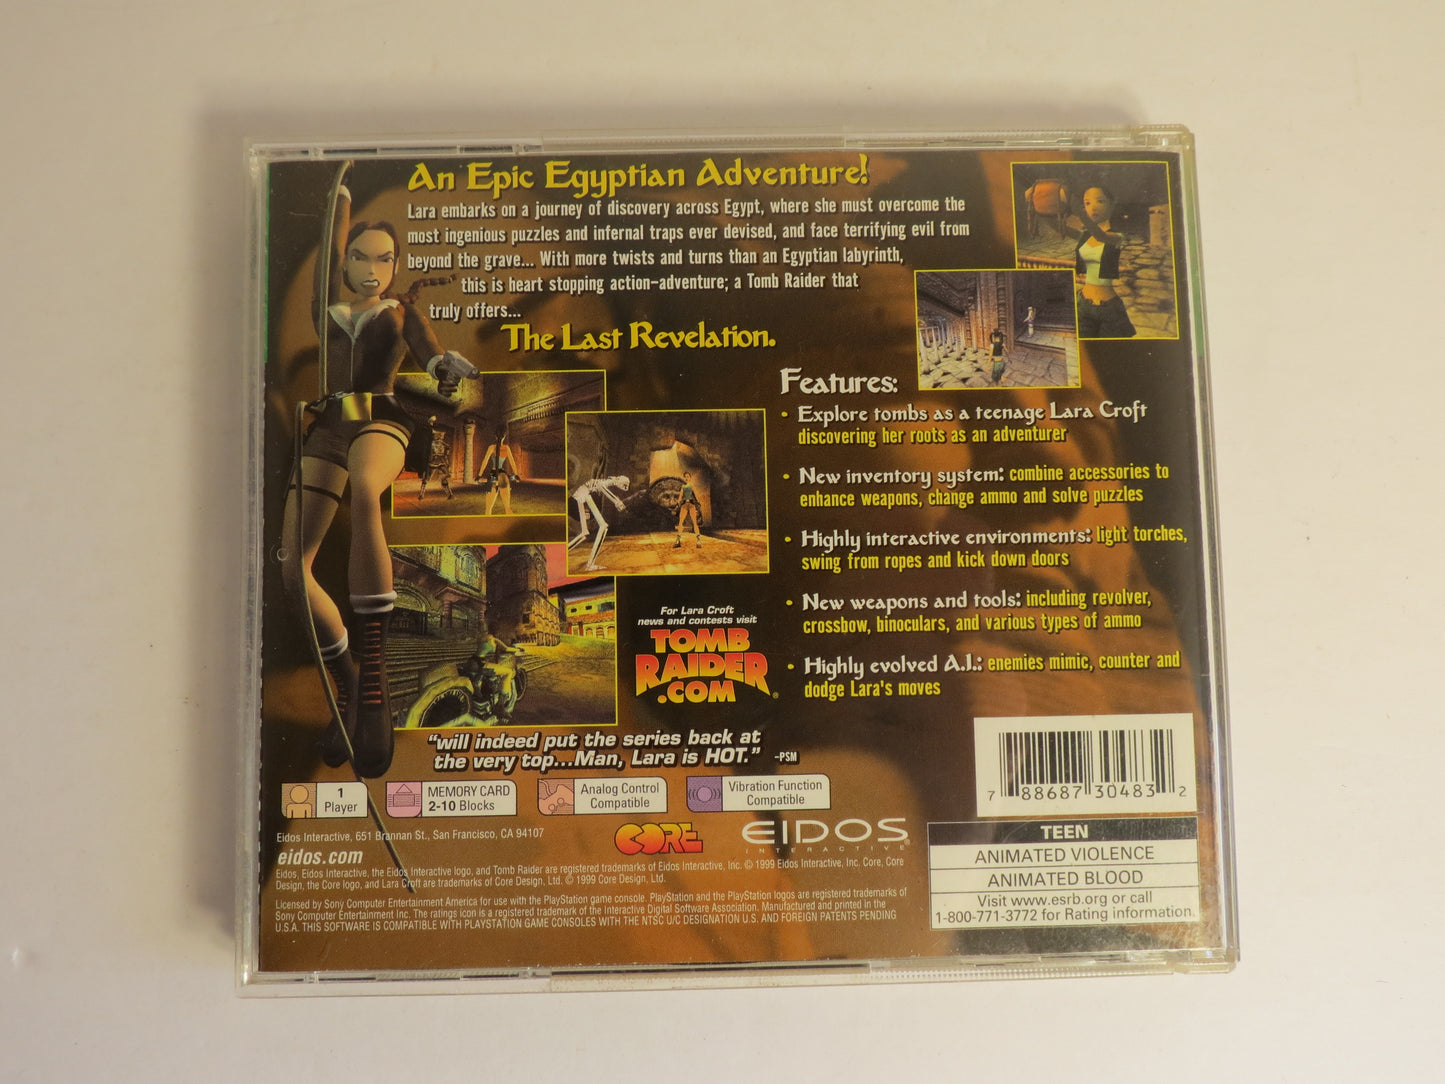 An Epic Egyptian Adventure!
Lara embarks on a journey of discovery across Egypt, where she must overcome the
most ingenious puzzles and infernal traps ever devised, and face terrifying evil from
beyond the grave... With more twists and turns than an Egyptian labyrinth,
this is heart stopping action-adventure; a Tomb Raider that
truly offers...
The Last Revelation.
Features:
• Explore tombs as a teenage Lara Croft
discovering her roots as an adventurer
• New inventory system: combine accessories to
enhance weapons, change ammo and solve puzzles
• Highly interactive environments: light torches,
swing from ropes and kick down doors
• New weapons and tools: including revolver,
crossbow, binoculars, and various types of ammo
• Highly evolved A.I.: enemies mimic, counter and
dodge Lara's moves
For Lara Croft
news and contests visit
TOMB
RAIDER
.COM®
"will indeed put the series back at
the very top...Man, Lara is HOT." -PSM
1
Player
MEMORY CARD
2-10 Blocks
Analog Control
Compatible
Vibration Function
Compatible
7 88687 30483 2
Eidos Interactive, 651 Brannan St., San Francisco, CA 94107
eidos.com
CORE
EIDOS
INTERACTIVE®
Eidos, Eidos Interactive, the Eidos Interactive logo, and Tomb Raider are registered trademarks of Eidos Interactive, Inc. © 1999 Eidos Interactive, Inc. Core, Core
Design, the Core logo, and Lara Croft are trademarks of Core Design, Ltd. © 1999 Core Design, Ltd.
Licensed by Sony Computer Entertainment America for use with the PlayStation game console. PlayStation and the PlayStation logos are registered trademarks of
Sony Computer Entertainment Inc. The ratings icon is a registered trademark of the Interactive Digital Software Association. Manufactured and printed in the
U.S.A. THIS SOFTWARE IS COMPATIBLE WITH PLAYSTATION GAME CONSOLES WITH THE NTSC U/C DESIGNATION U.S. AND FOREIGN PATENTS PENDING
TEEN
ANIMATED VIOLENCE
ANIMATED BLOOD
Visit www.esrb.org or call
1-800-771-3772 for Rating information.